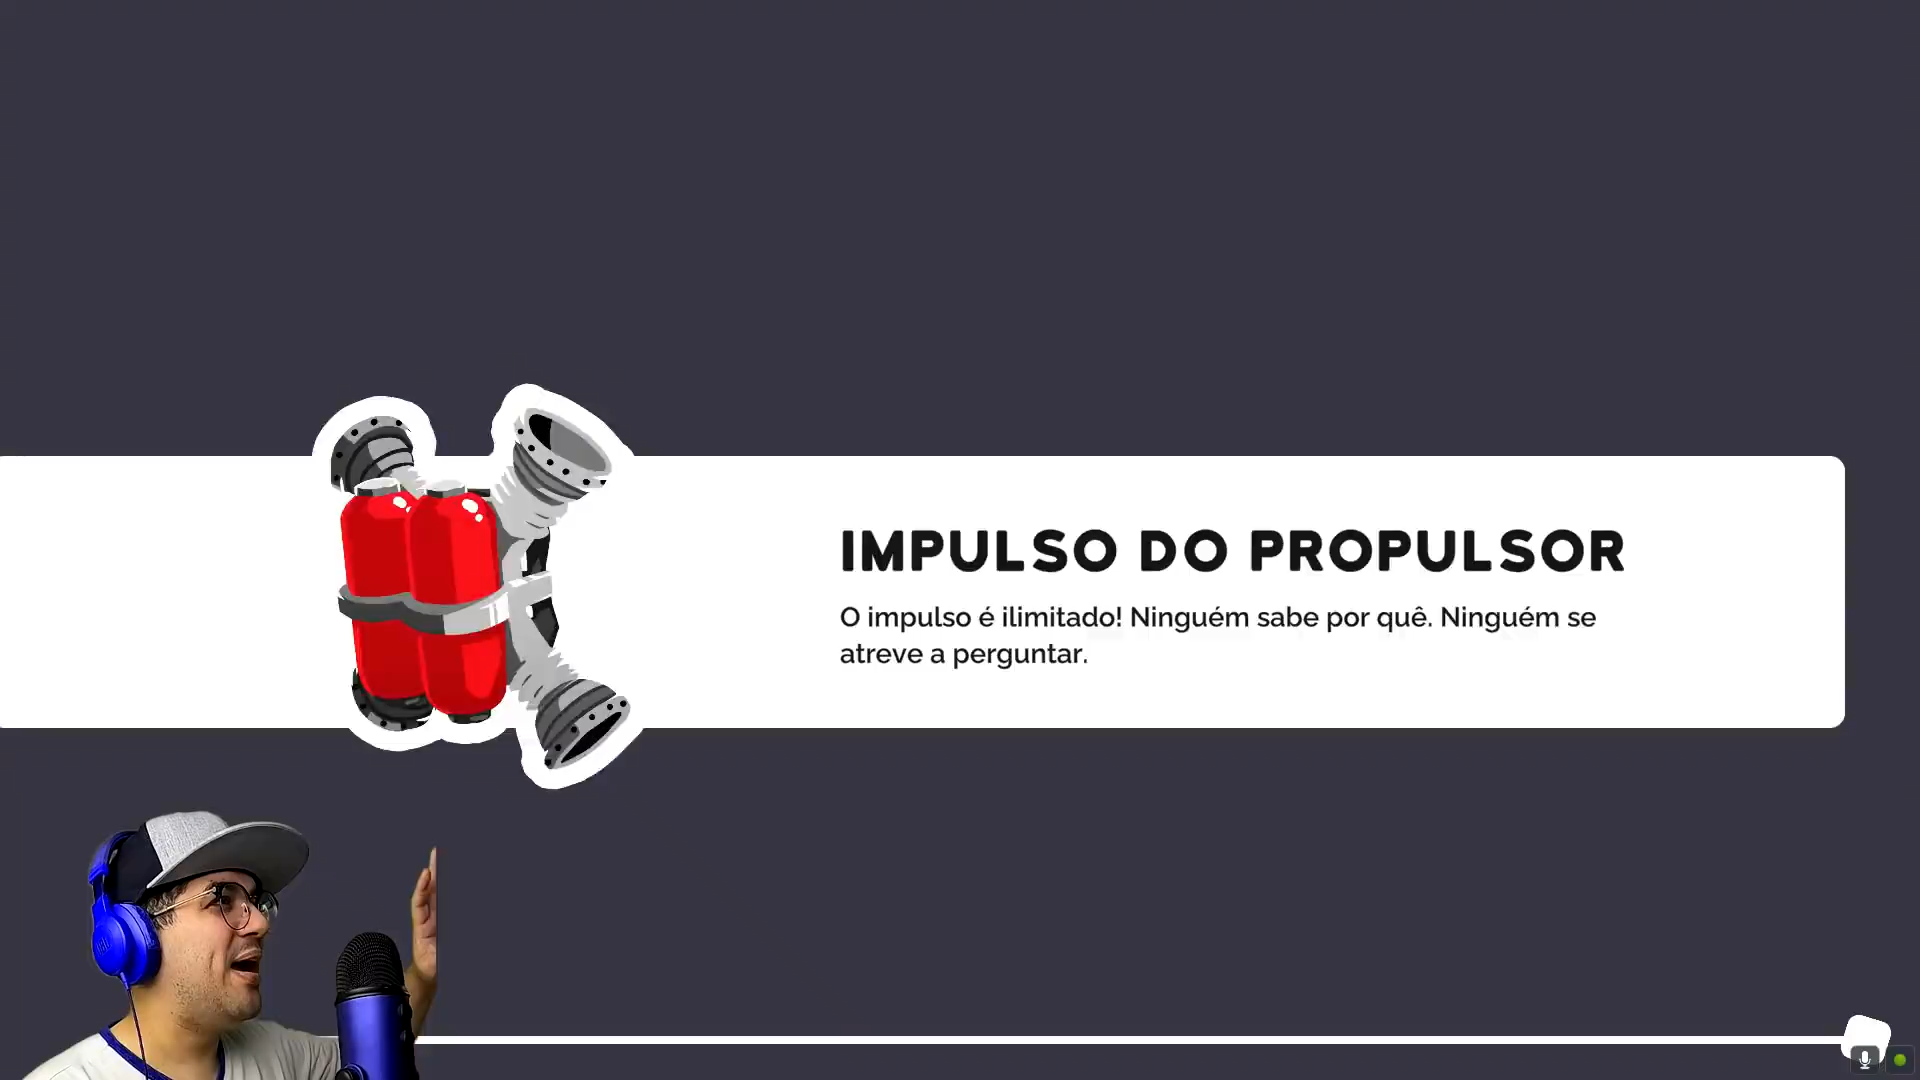 IMPULSO DO PROPULSOR
O impulso é ilimitado! Ninguém sabe por quê. Ninguém se
atreve a perguntar.